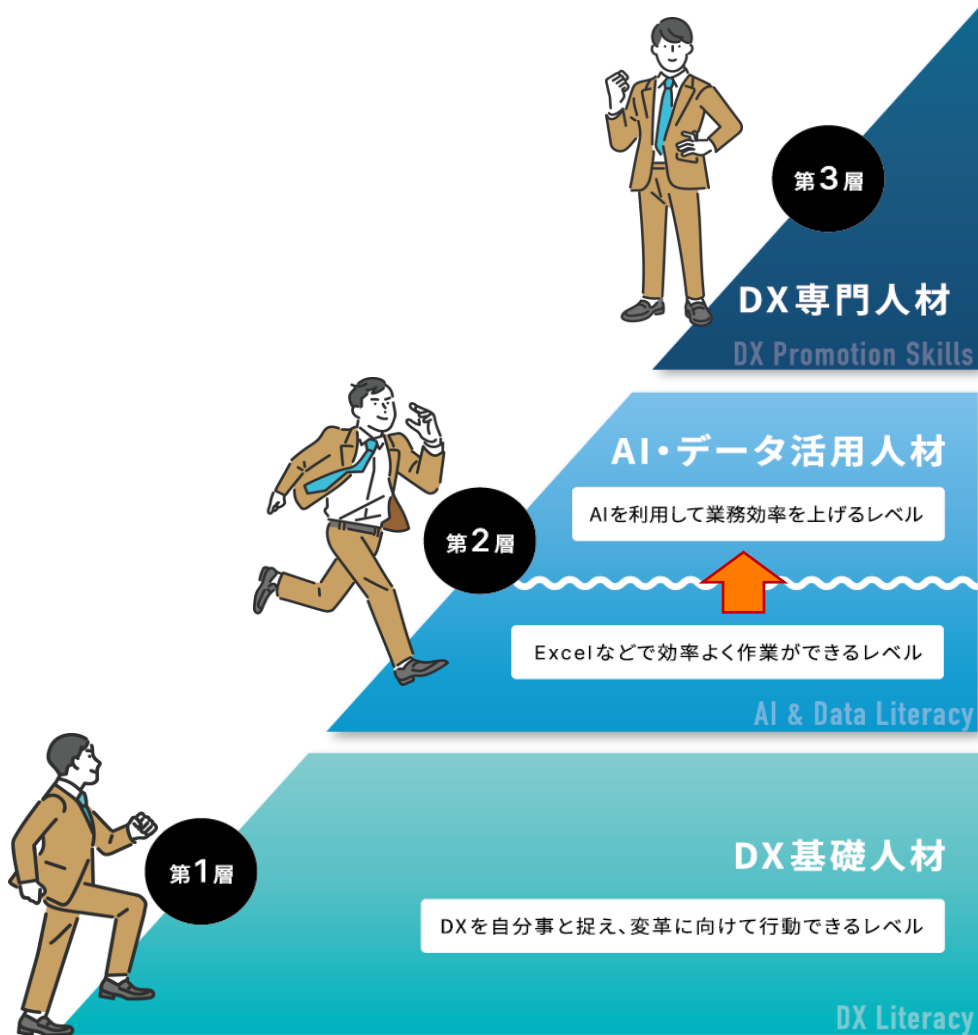 第3層
DX専門人材
DX Promotion Skills
AI・データ活用人材
AIを利用して業務効率を上げるレベル
第2層
Excelなどで効率よく作業ができるレベル
AI & Data Literacy
第1層
DX基礎人材
DXを自分事と捉え、変革に向けて行動できるレベル
DX Literacy